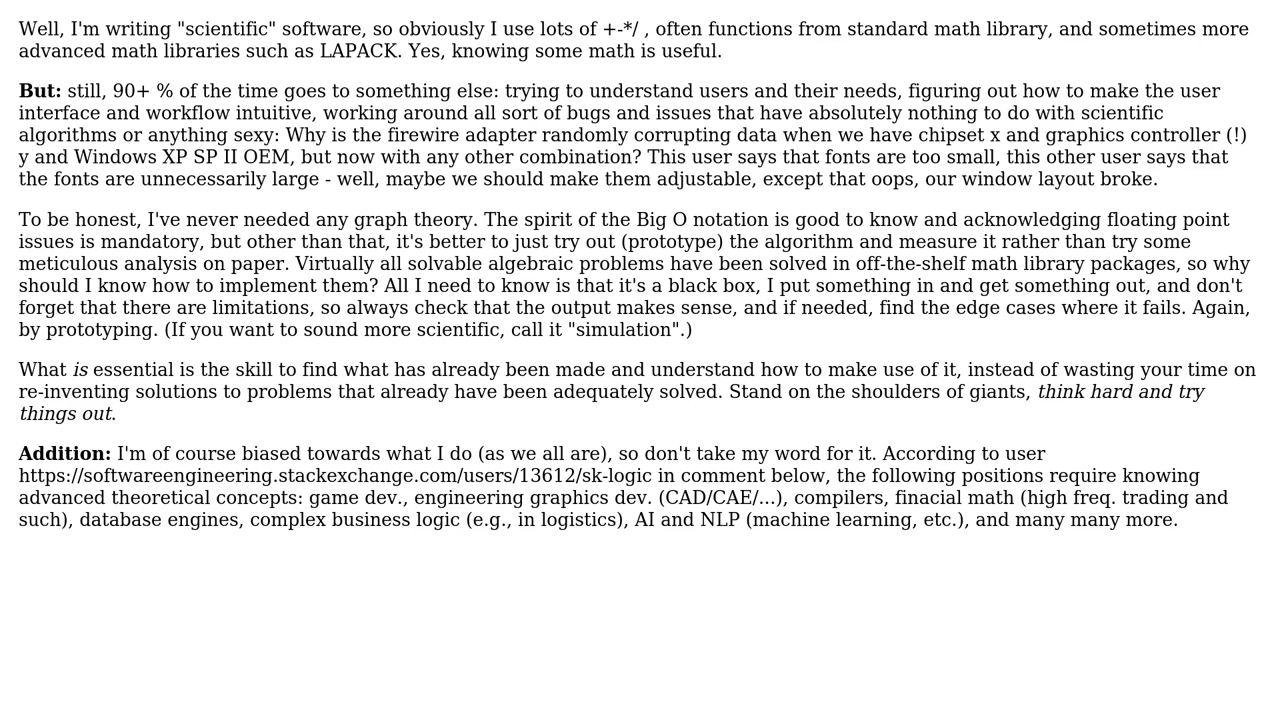 Well, I'm writing "scientific" software, so obviously I use lots of +-*/ , often functions from standard math library, and sometimes more
advanced math libraries such as LAPACK. Yes, knowing some math is useful.
But: still, 90+ % of the time goes to something else: trying to understand users and their needs, figuring out how to make the user
interface and workflow intuitive, working around all sort of bugs and issues that have absolutely nothing to do with scientific
algorithms or anything sexy: Why is the firewire adapter randomly corrupting data when we have chipset x and graphics controller (!)
y and Windows XP SP II OEM, but now with any other combination? This user says that fonts are too small, this other user says that
the fonts are unnecessarily large - well, maybe we should make them adjustable, except that oops, our window layout broke.
To be honest, I've never needed any graph theory. The spirit of the Big O notation is good to know and acknowledging floating point
issues is mandatory, but other than that, it's better to just try out (prototype) the algorithm and measure it rather than try some
meticulous analysis on paper. Virtually all solvable algebraic problems have been solved in off-the-shelf math library packages, so why
should I know how to implement them? All I need to know is that it's a black box, I put something in and get something out, and don't
forget that there are limitations, so always check that the output makes sense, and if needed, find the edge cases where it fails. Again,
by prototyping. (If you want to sound more scientific, call it "simulation".)
What is essential is the skill to find what has already been made and understand how to make use of it, instead of wasting your time on
re-inventing solutions to problems that already have been adequately solved. Stand on the shoulders of giants, think hard and try
things out.
Addition: I'm of course biased towards what I do (as we all are), so don't take my word for it. According to user
https://softwareengineering.stackexchange.com/users/13612/sk-logic in comment below, the following positions require knowing
advanced theoretical concepts: game dev., engineering graphics dev. (CAD/CAE/...), compilers, finacial math (high freq. trading and
such), database engines, complex business logic (e.g., in logistics), AI and NLP (machine learning, etc.), and many many more.